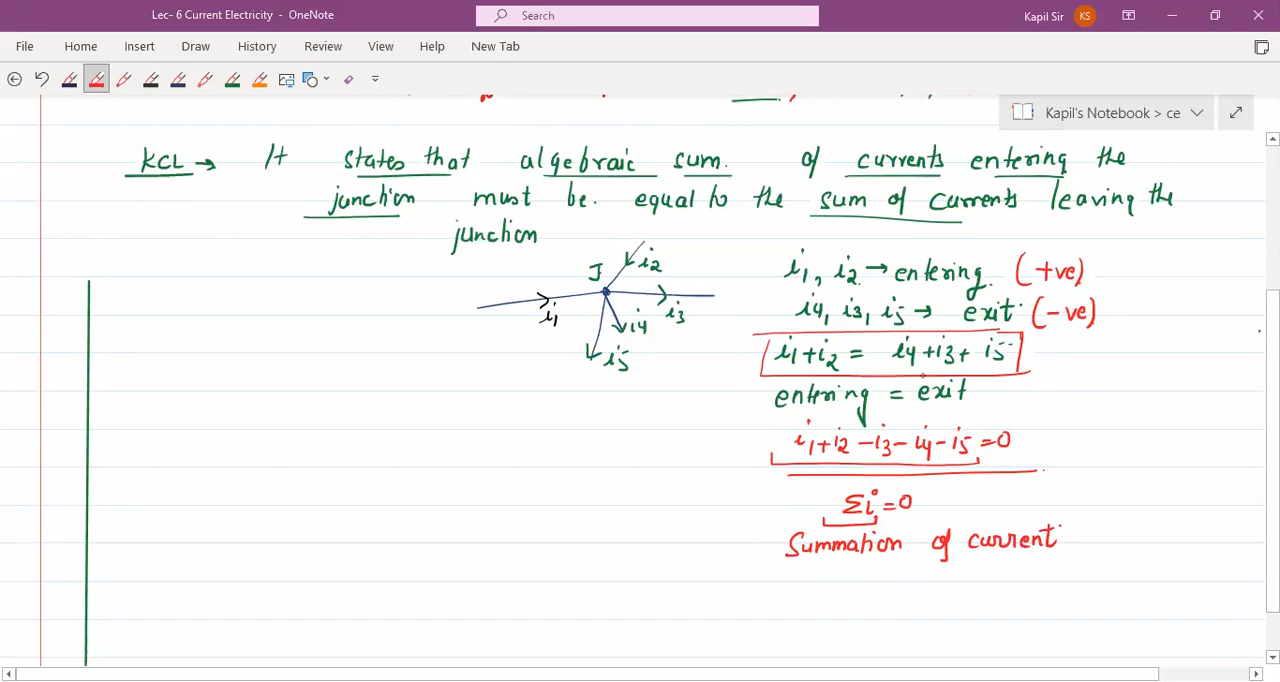 Lec- 6 Current Electricity - OneNote
Search
Kapil Sir KS
File Home Insert Draw History Review View Help New Tab
Kapil's Notebook > ce
KCL → It states that algebraic sum of currents entering the
junction must be equal to the sum of currents leaving the
junction
J
i2
i1
i3
i4
i5
i1, i2 → entering (+ve)
i4, i3, i5 → exit (-ve)
i1+i2 = i4+i3+i5
entering = exit
i1+i2-i3-i4-i5=0
Σi=0
Summation of current